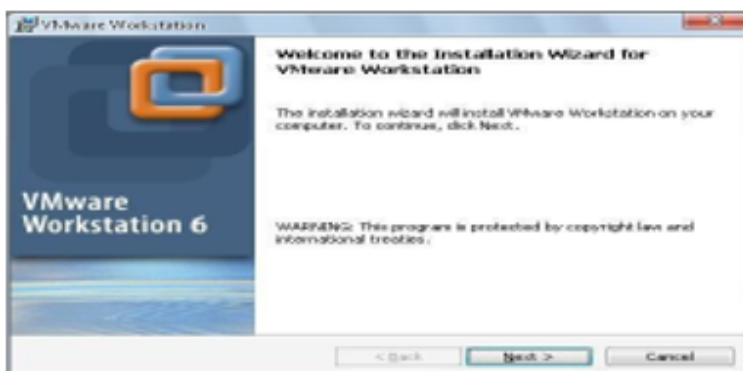 VMware Workstation
Welcome to the Installation Wizard for
VMware Workstation
The installation wizard will install VMware Workstation on your
computer. To continue, click Next.
VMware
Workstation 6
WARNING: This program is protected by copyright law and
international treaties.
< Back
Next >
Cancel